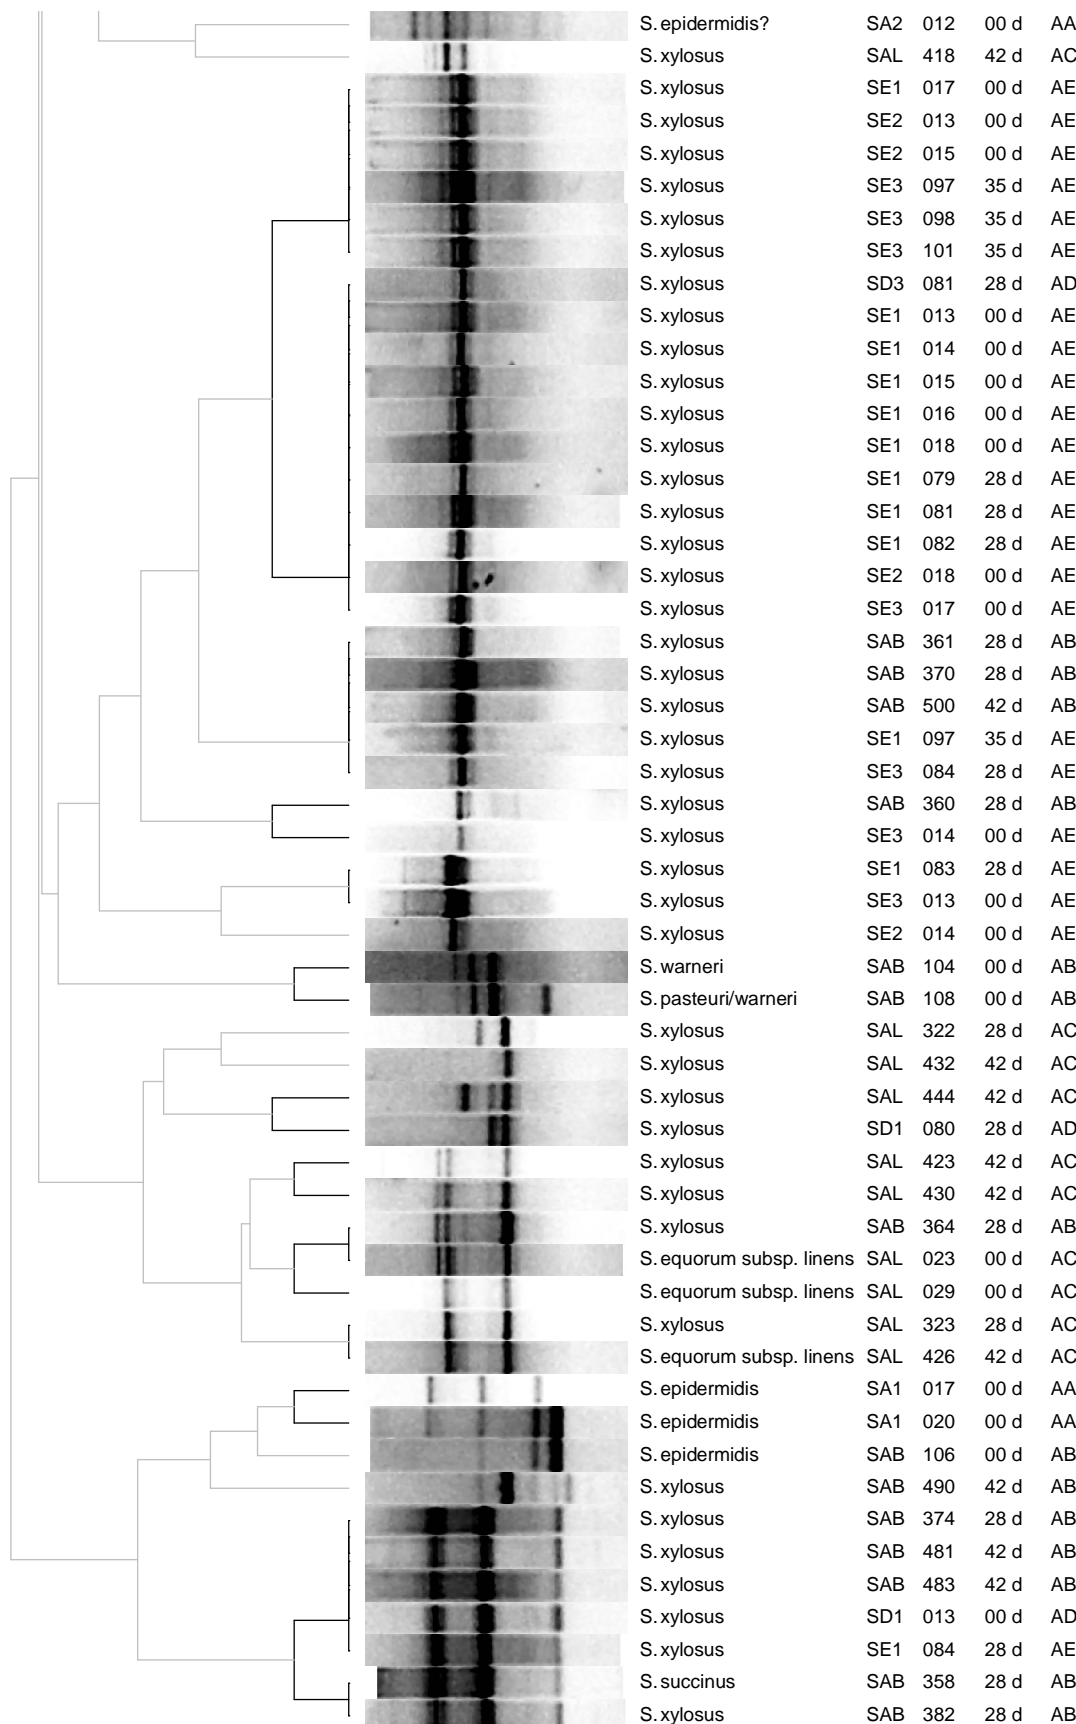 S. epidermidis? SA2 012 00 d AA
S. xylosus SAL 418 42 d AC
S. xylosus SE1 017 00 d AE
S. xylosus SE2 013 00 d AE
S. xylosus SE2 015 00 d AE
S. xylosus SE3 097 35 d AE
S. xylosus SE3 098 35 d AE
S. xylosus SE3 101 35 d AE
S. xylosus SD3 081 28 d AD
S. xylosus SE1 013 00 d AE
S. xylosus SE1 014 00 d AE
S. xylosus SE1 015 00 d AE
S. xylosus SE1 016 00 d AE
S. xylosus SE1 018 00 d AE
S. xylosus SE1 079 28 d AE
S. xylosus SE1 081 28 d AE
S. xylosus SE1 082 28 d AE
S. xylosus SE2 018 00 d AE
S. xylosus SE3 017 00 d AE
S. xylosus SAB 361 28 d AB
S. xylosus SAB 370 28 d AB
S. xylosus SAB 500 42 d AB
S. xylosus SE1 097 35 d AE
S. xylosus SE3 084 28 d AE
S. xylosus SAB 360 28 d AB
S. xylosus SE3 014 00 d AE
S. xylosus SE1 083 28 d AE
S. xylosus SE3 013 00 d AE
S. xylosus SE2 014 00 d AE
S. warneri SAB 104 00 d AB
S. pasteuri/warneri SAB 108 00 d AB
S. xylosus SAL 322 28 d AC
S. xylosus SAL 432 42 d AC
S. xylosus SAL 444 42 d AC
S. xylosus SD1 080 28 d AD
S. xylosus SAL 423 42 d AC
S. xylosus SAL 430 42 d AC
S. xylosus SAB 364 28 d AB
S. equorum subsp. linens SAL 023 00 d AC
S. equorum subsp. linens SAL 029 00 d AC
S. xylosus SAL 323 28 d AC
S. equorum subsp. linens SAL 426 42 d AC
S. epidermidis SA1 017 00 d AA
S. epidermidis SA1 020 00 d AA
S. epidermidis SAB 106 00 d AB
S. xylosus SAB 490 42 d AB
S. xylosus SAB 374 28 d AB
S. xylosus SAB 481 42 d AB
S. xylosus SAB 483 42 d AB
S. xylosus SD1 013 00 d AD
S. xylosus SE1 084 28 d AE
S. succinus SAB 358 28 d AB
S. xylosus SAB 382 28 d AB